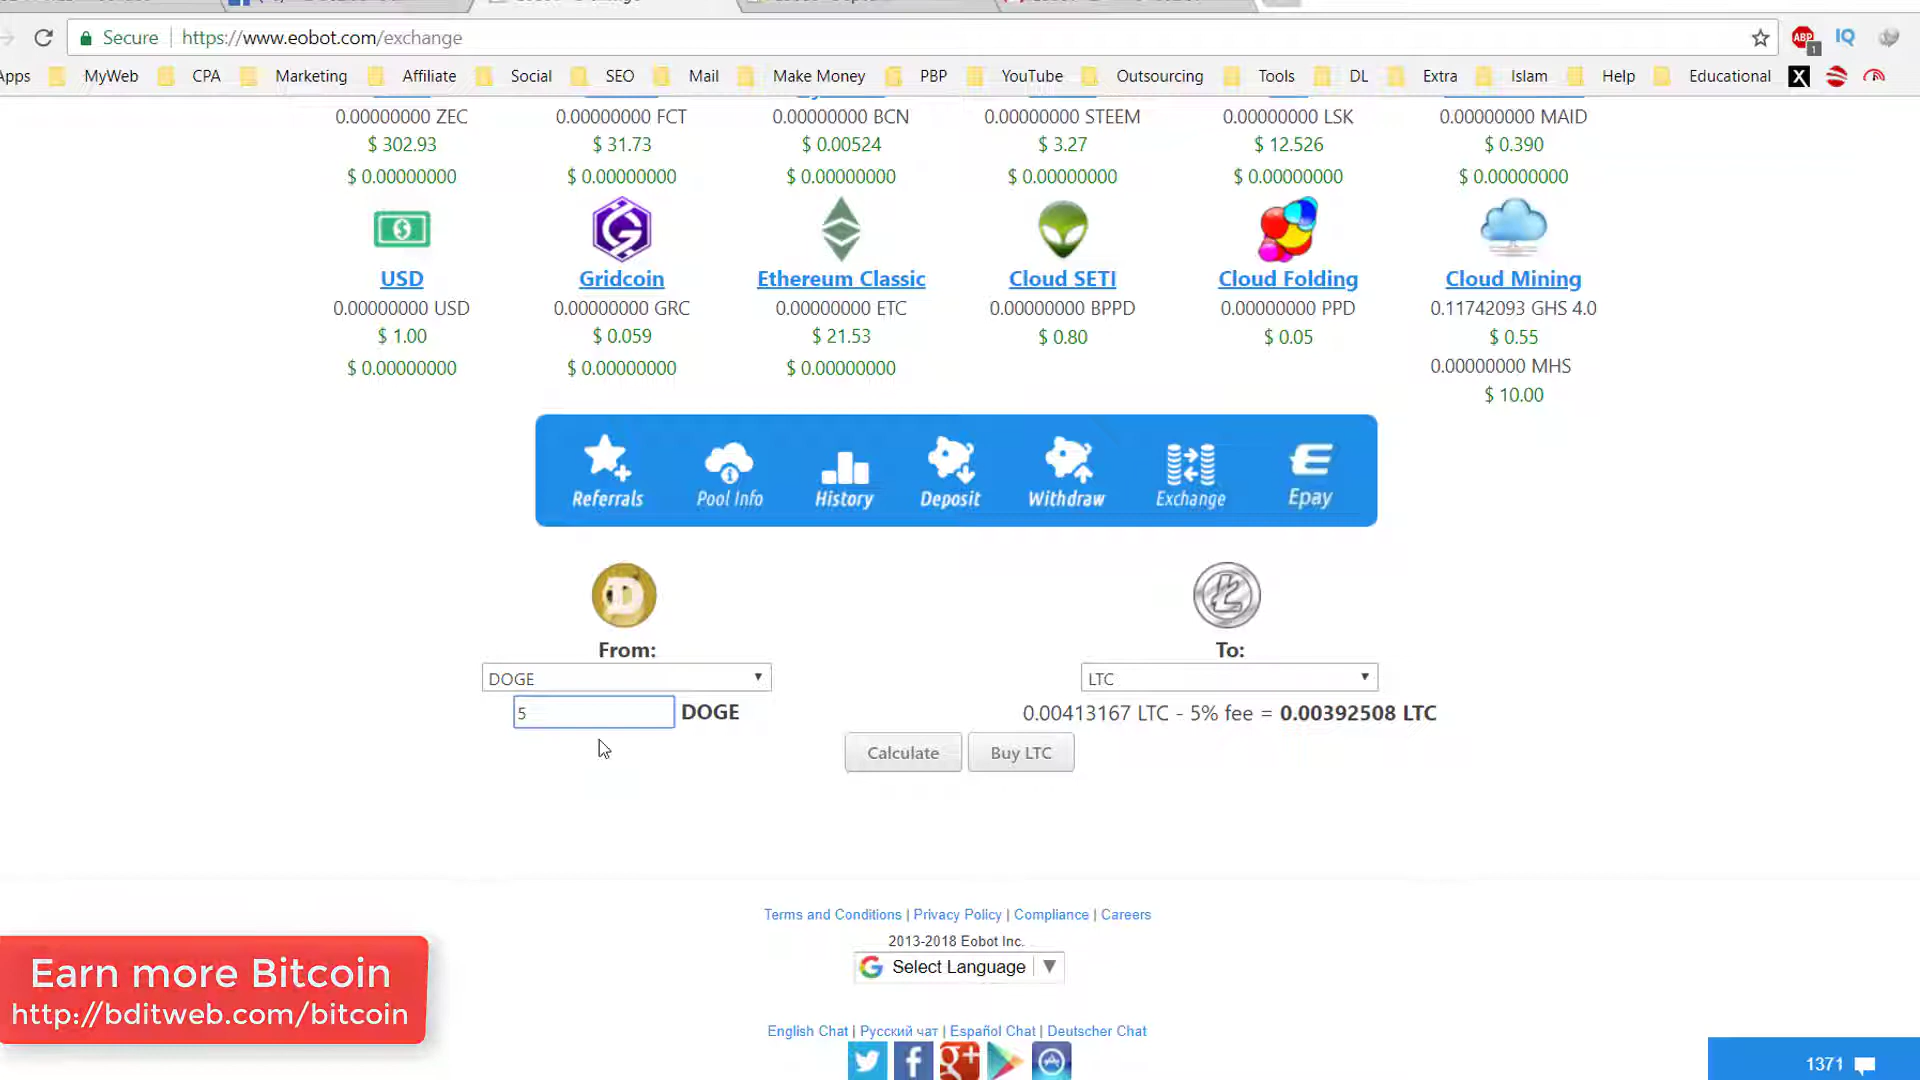 Secure https://www.eobot.com/exchange
Apps MyWeb CPA Marketing Affiliate Social SEO Mail Make Money PBP YouTube Outsourcing Tools DL Extra Islam Help Educational
0.00000000 ZEC 0.00000000 FCT 0.00000000 BCN 0.00000000 STEEM 0.00000000 LSK 0.00000000 MAID
$ 302.93 $ 31.73 $ 0.00524 $ 3.27 $ 12.526 $ 0.390
$ 0.00000000 $ 0.00000000 $ 0.00000000 $ 0.00000000 $ 0.00000000 $ 0.00000000
USD Gridcoin Ethereum Classic Cloud SETI Cloud Folding Cloud Mining
0.00000000 USD 0.00000000 GRC 0.00000000 ETC 0.00000000 BPPD 0.00000000 PPD 0.11742093 GHS 4.0
$ 1.00 $ 0.059 $ 21.53 $ 0.80 $ 0.05 $ 0.55
$ 0.00000000 $ 0.00000000 $ 0.00000000 0.00000000 MHS
$ 10.00
Referrals Pool Info History Deposit Withdraw Exchange Epay
From: To:
DOGE LTC
5 DOGE 0.00413167 LTC - 5% fee = 0.00392508 LTC
Calculate Buy LTC
Terms and Conditions | Privacy Policy | Compliance | Careers
2013-2018 Eobot Inc.
Select Language
English Chat | Русский чат | Español Chat | Deutscher Chat
Earn more Bitcoin
http://bditweb.com/bitcoin
1371